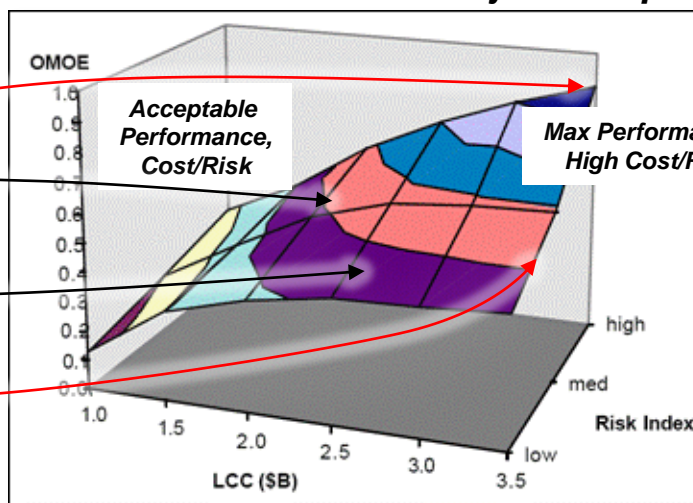 OMOE
1.0
0.9
0.8
0.7
0.6
0.5
0.4
0.3
0.2
0.1
0.0
Acceptable
Performance,
Cost/Risk
Max Performa
High Cost/
high
med
low
Risk Index
1.0
1.5
2.0
2.5
3.0
3.5
LCC ($B)